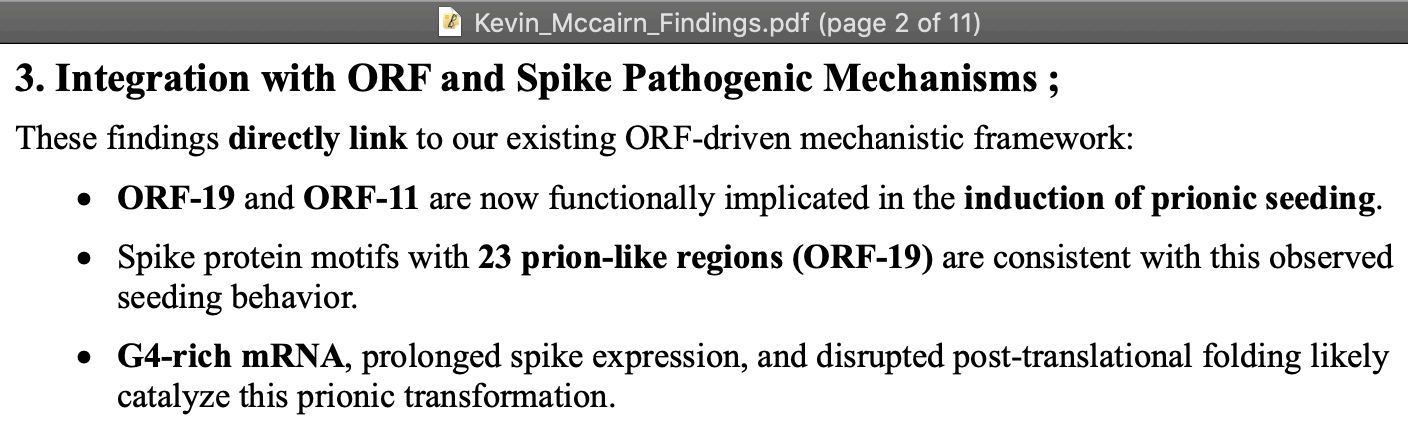 Kevin_Mccairn_Findings.pdf (page 2 of 11)
3. Integration with ORF and Spike Pathogenic Mechanisms ;
These findings directly link to our existing ORF-driven mechanistic framework:
• ORF-19 and ORF-11 are now functionally implicated in the induction of prionic seeding.
• Spike protein motifs with 23 prion-like regions (ORF-19) are consistent with this observed
seeding behavior.
• G4-rich mRNA, prolonged spike expression, and disrupted post-translational folding likely
catalyze this prionic transformation.